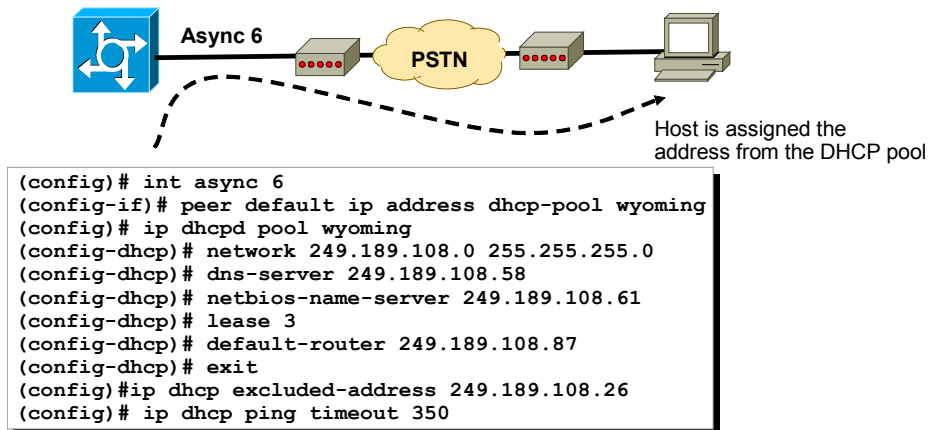 Async 6
PSTN
Host is assigned the
address from the DHCP pool
(config)# int async 6
(config-if)# peer default ip address dhcp-pool wyoming
(config)# ip dhcpd pool wyoming
(config-dhcp)# network 249.189.108.0 255.255.255.0
(config-dhcp)# dns-server 249.189.108.58
(config-dhcp)# netbios-name-server 249.189.108.61
(config-dhcp)# lease 3
(config-dhcp)# default-router 249.189.108.87
(config-dhcp)# exit
(config)#ip dhcp excluded-address 249.189.108.26
(config)# ip dhcp ping timeout 350